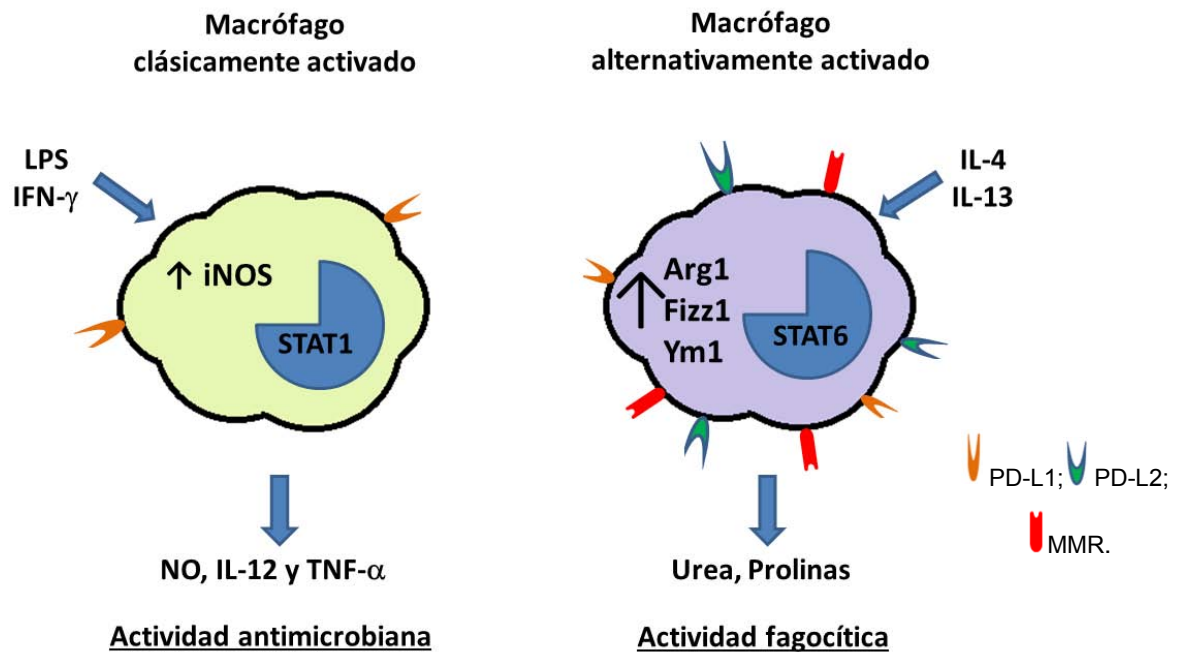 Macrófago
clásicamente activado
LPS
IFN-γ
↑ iNOS
STAT1
NO, IL-12 y TNF-α
Actividad antimicrobiana
Macrófago
alternativamente activado
IL-4
IL-13
Arg1
Fizz1
Ym1
STAT6
Urea, Prolinas
Actividad fagocítica
PD-L1; PD-L2;
MMR.